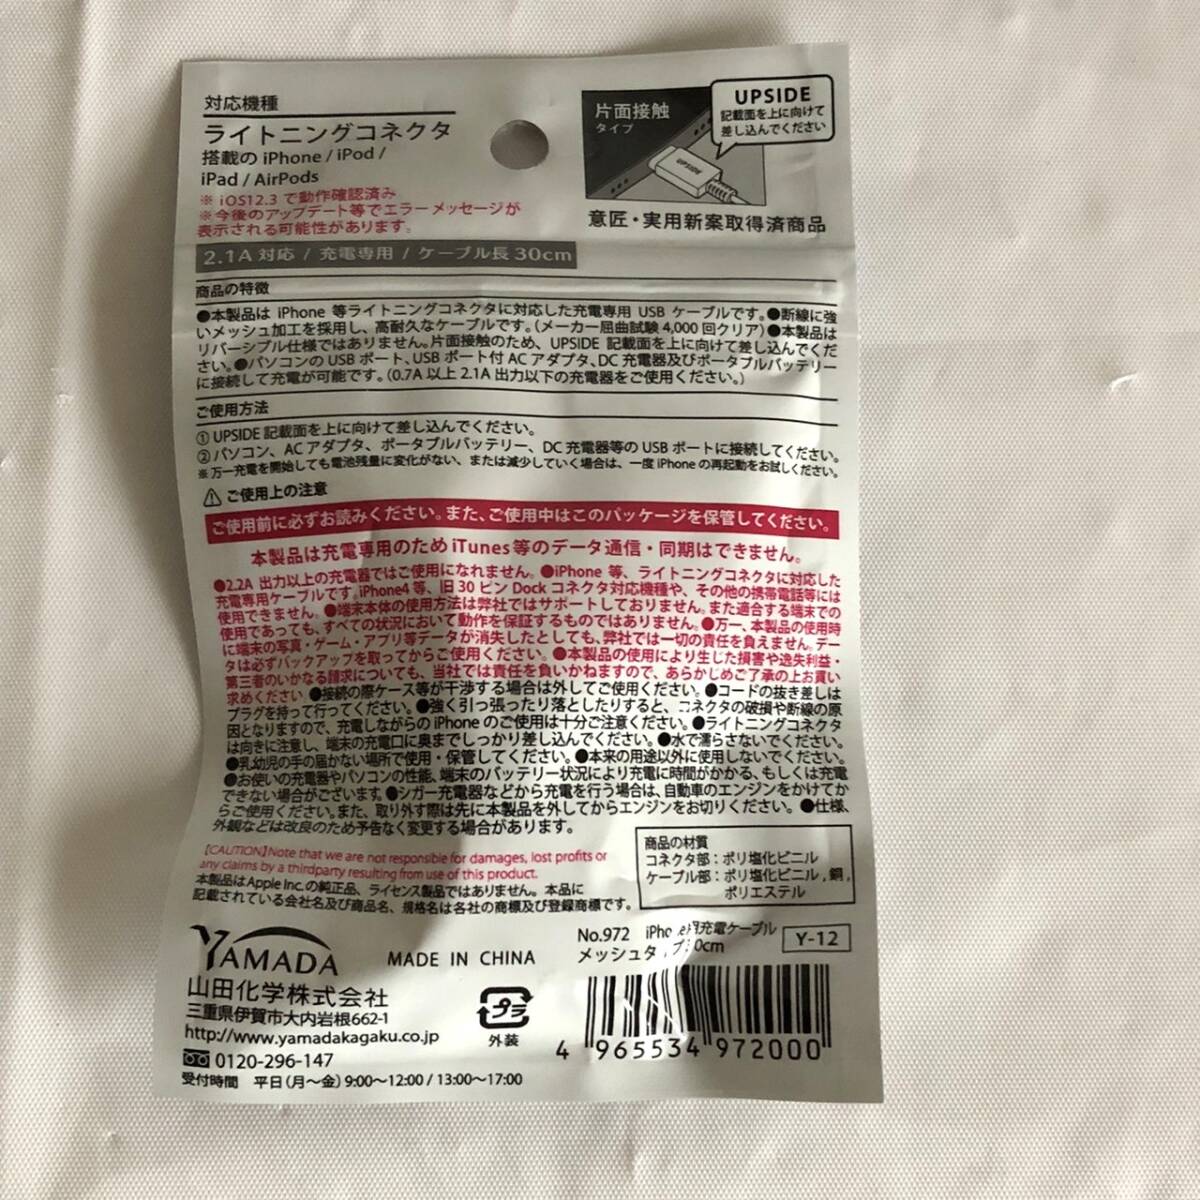 対応機種
ライトニングコネクタ
搭載の iPhone / iPod /
iPad / AirPods
※ iOS12.3 で動作確認済み
※今後のアップデート等でエラーメッセージが
表示される可能性があります。
2.1A 対応 / 充電専用 / ケーブル長 30cm
片面接触
タイプ
UPSIDE
記載面を上に向けて
差し込んでください
UPSIDE
意匠・実用新案取得済商品
商品の特徴
●本製品は iPhone 等ライトニングコネクタに対応した充電専用 USB ケーブルです。●断線に強
いメッシュ加工を採用し、高耐久なケーブルです。(メーカー屈曲試験 4,000 回クリア)●本製品は
リバーシブル仕様ではありません。片面接触のため、UPSIDE 記載面を上に向けて差し込んでくだ
さい。●パソコンの USB ポート、USB ポート付 AC アダプタ、DC 充電器及びポータブルバッテリー
に接続して充電が可能です。(0.7A 以上 2.1A 出力以下の充電器をご使用ください。)
ご使用方法
① UPSIDE 記載面を上に向けて差し込んでください。
② パソコン、AC アダプタ、ポータブルバッテリー、DC 充電器等の USB ポートに接続してください。
※万一充電を開始しても電池残量に変化がない、または減少していく場合は、一度 iPhone の再起動をお試しください。
⚠ ご使用上の注意
ご使用前に必ずお読みください。また、ご使用中はこのパッケージを保管してください。
本製品は充電専用のため iTunes 等のデータ通信・同期はできません。
●2.2A 出力以上の充電器ではご使用になれません。●iPhone 等、ライトニングコネクタに対応した
充電専用ケーブルです。iPhone4 等、旧 30 ピン Dock コネクタ対応機種や、その他の携帯電話等には
使用できません。●端末本体の使用方法は弊社ではサポートしておりません。また適合する端末での
使用であっても、すべての状況において動作を保証するものではありません。●万一、本製品の使用時
に端末の写真・ゲーム・アプリ等データが消失したとしても、弊社では一切の責任を負えません。デー
タは必ずバックアップを取ってからご使用ください。●本製品の使用により生じた損害や逸失利益・
第三者のいかなる請求についても、当社では責任を負いかねますので、あらかじめご了承の上お買い
求めください ●接続の際ケース等が干渉する場合は外してご使用ください。●コードの抜き差しは
プラグを持って行ってください。●強く引っ張ったり落としたりすると、コネクタの破損や断線の原
因となりますので、充電しながらの iPhone のご使用は十分ご注意ください。●ライトニングコネクタ
は向きに注意し、端末の充電口に奥までしっかり差し込んでください。●水で濡らさないでください。
●乳幼児の手の届かない場所で使用・保管してください。●本来の用途以外に使用しないでください。
●お使いの充電器やパソコンの性能、端末のバッテリー状況により充電に時間がかかる、もしくは充電
できない場合がございます。●シガー充電器などから充電を行う場合は、自動車のエンジンをかけてか
らご使用ください。また、取り外す際は先に本製品を外してからエンジンをお切りください。●仕様、
外観などは改良のため予告なく変更する場合があります。
【CAUTION】Note that we are not responsible for damages, lost profits or
any claims by a thirdparty resulting from use of this product.
本製品は Apple Inc. の純正品、ライセンス製品ではありません。本品に
記載されている会社名及び商品名、規格名は各社の商標及び登録商標です。
商品の材質
コネクタ部 : ポリ塩化ビニル
ケーブル部 : ポリ塩化ビニル , 銅 ,
ポリエステル
YAMADA
MADE IN CHINA
山田化学株式会社
三重県伊賀市大内岩根662-1
http://www.yamadakagaku.co.jp
0120-296-147
受付時間 平日(月～金) 9:00～12:00 / 13:00～17:00
プラ
外装
No.972 iPhone用充電ケーブル
メッシュタイプ30cm
Y-12
4 965534 972000